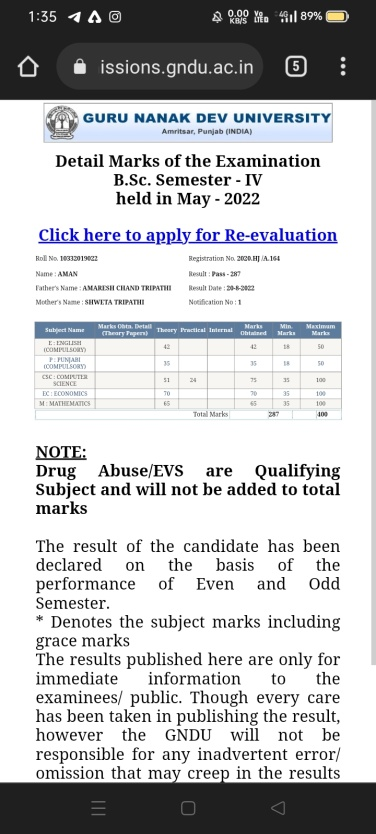 1:35 0.00 KB/S Vo LTED 4G 89%
issions.gndu.ac.in 5
GURU NANAK DEV UNIVERSITY
Amritsar, Punjab (INDIA)
Detail Marks of the Examination
B.Sc. Semester - IV
held in May - 2022
Click here to apply for Re-evaluation
Roll No. 10332019022 Registration No. 2020.HJ /A.164
Name : AMAN Result : Pass - 287
Father's Name : AMARESH CHAND TRIPATHI Result Date : 20-8-2022
Mother's Name : SHWETA TRIPATHI Notification No : 1
Subject Name Marks Obtn. Detail (Theory Papers) Theory Practical Internal Marks Obtained Min. Marks Maximum Marks
E : ENGLISH (COMPULSORY) 42 42 18 50
P : PUNJABI (COMPULSORY) 35 35 18 50
CSC : COMPUTER SCIENCE 51 24 75 35 100
EC : ECONOMICS 70 70 35 100
M : MATHEMATICS 65 65 35 100
Total Marks 287 400
NOTE:
Drug Abuse/EVS are Qualifying
Subject and will not be added to total
marks
The result of the candidate has been
declared on the basis of the
performance of Even and Odd
Semester.
* Denotes the subject marks including
grace marks
The results published here are only for
immediate information to the
examinees/ public. Though every care
has been taken in publishing the result,
however the GNDU will not be
responsible for any inadvertent error/
omission that may creep in the results